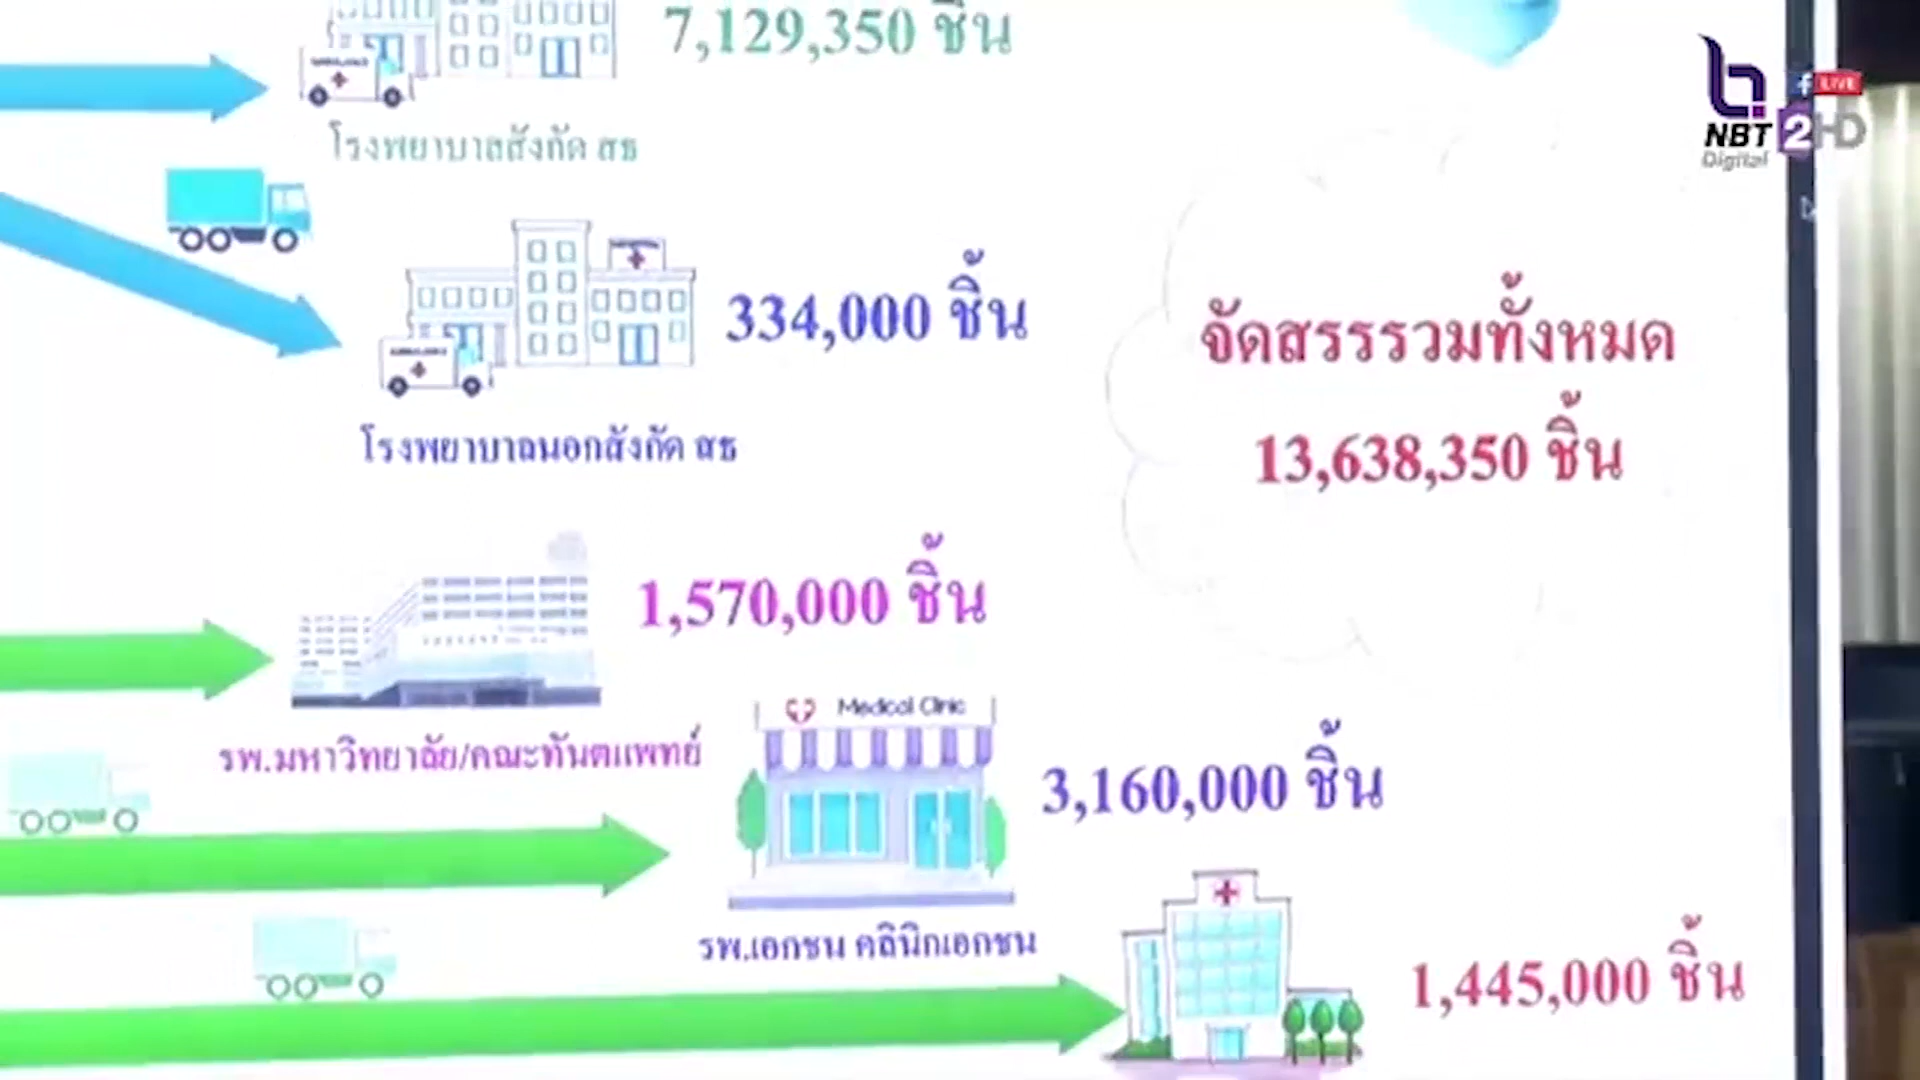 7,129,350 ชิ้น
โรงพยาบาลสังกัด สธ
334,000 ชิ้น
โรงพยาบาลนอกสังกัด สธ
จัดสรรรวมทั้งหมด
13,638,350 ชิ้น
1,570,000 ชิ้น
รพ.มหาวิทยาลัย/คณะทันตแพทย์
Medical Clinic
3,160,000 ชิ้น
รพ.เอกชน คลินิกเอกชน
1,445,000 ชิ้น
LIVE
NBT 2HD
Digital